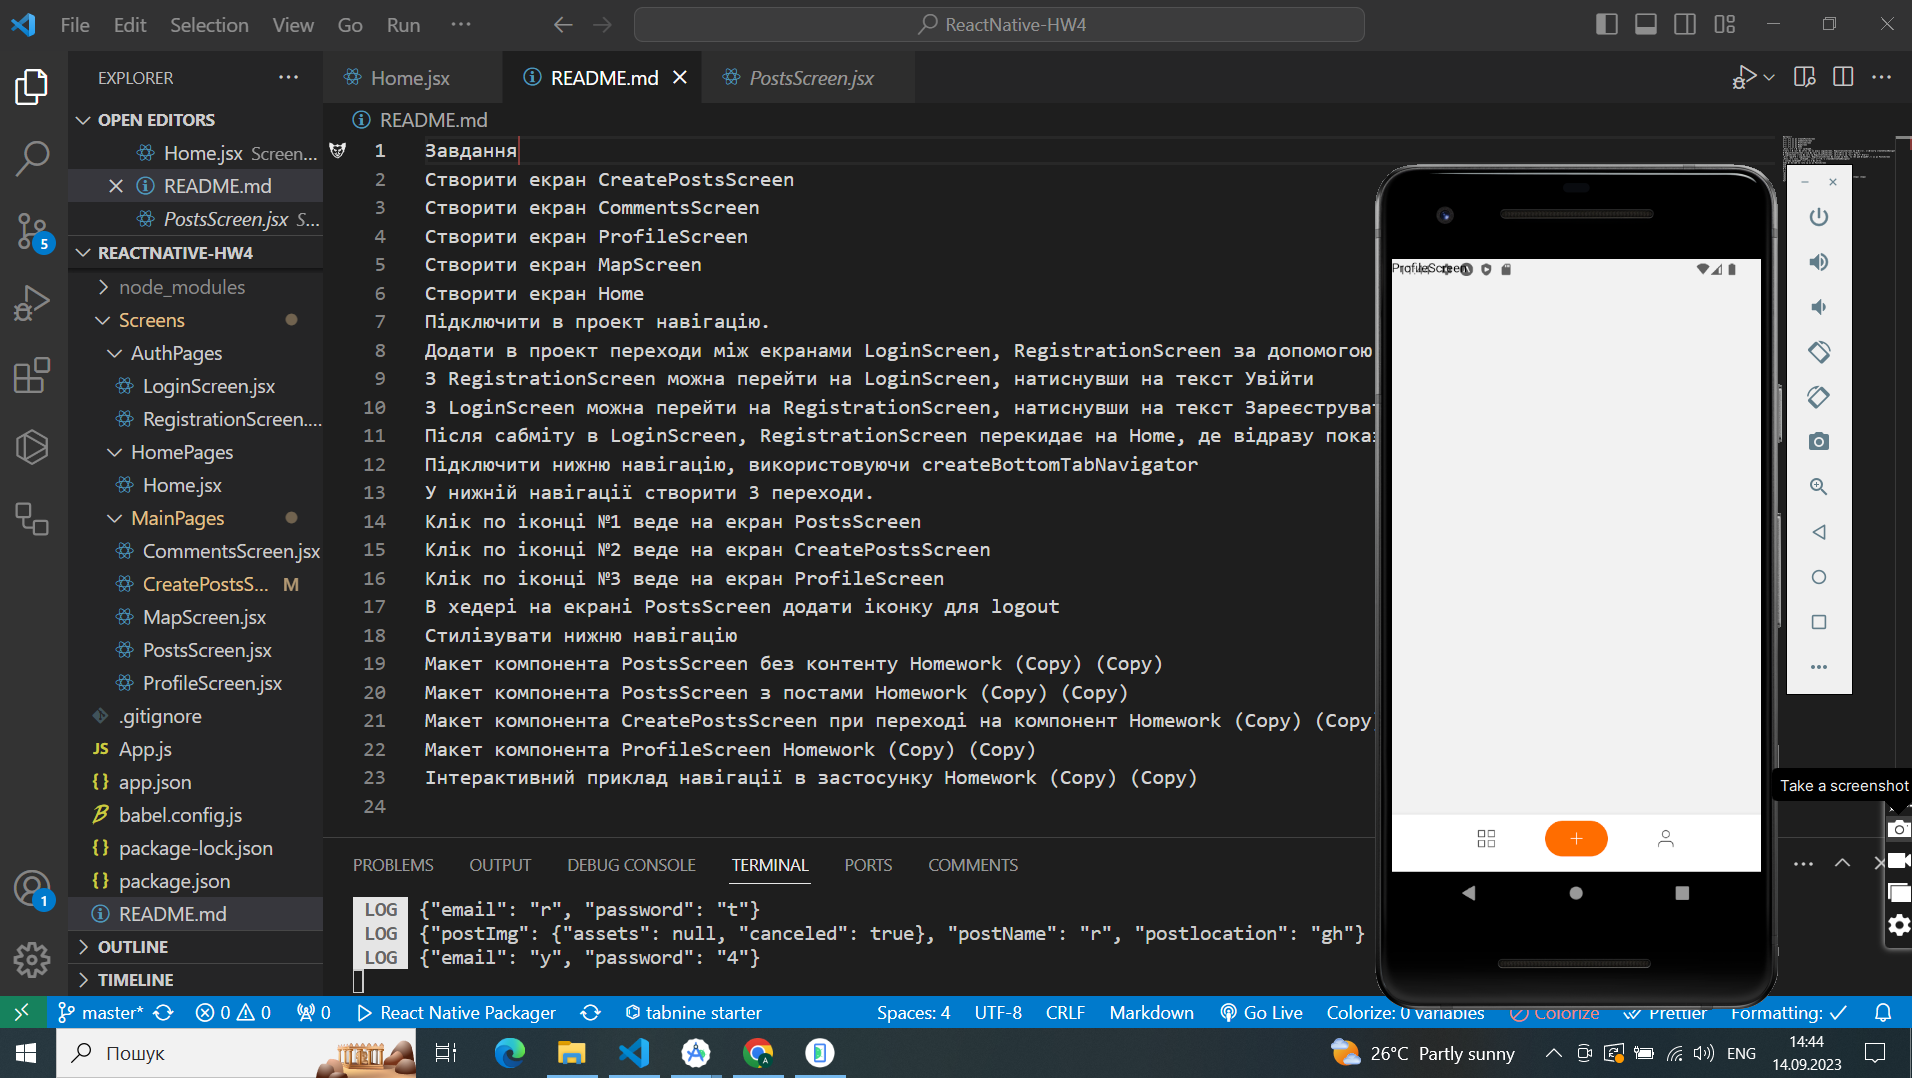 File Edit Selection View Go Run ···
ReactNative-HW4
EXPLORER
OPEN EDITORS
Home.jsx Screen...
README.md
PostsScreen.jsx S...
REACTNATIVE-HW4
node_modules
Screens
AuthPages
LoginScreen.jsx
RegistrationScreen....
HomePages
Home.jsx
MainPages
CommentsScreen.jsx
CreatePostsS... M
MapScreen.jsx
PostsScreen.jsx
ProfileScreen.jsx
.gitignore
JS App.js
{} app.json
babel.config.js
{} package-lock.json
{} package.json
README.md
OUTLINE
TIMELINE
5
1
Home.jsx README.md PostsScreen.jsx
README.md
1 Завдання
2 Створити екран CreatePostsScreen
3 Створити екран CommentsScreen
4 Створити екран ProfileScreen
5 Створити екран MapScreen
6 Створити екран Home
7 Підключити в проект навігацію.
8 Додати в проект переходи між екранами LoginScreen, RegistrationScreen за допомогою
9 З RegistrationScreen можна перейти на LoginScreen, натиснувши на текст Увійти
10 З LoginScreen можна перейти на RegistrationScreen, натиснувши на текст Зареєструват
11 Після сабміту в LoginScreen, RegistrationScreen перекидає на Home, де відразу показ
12 Підключити нижню навігацію, використовуючи createBottomTabNavigator
13 У нижній навігації створити 3 переходи.
14 Клік по іконці №1 веде на екран PostsScreen
15 Клік по іконці №2 веде на екран CreatePostsScreen
16 Клік по іконці №3 веде на екран ProfileScreen
17 В хедері на екрані PostsScreen додати іконку для logout
18 Стилізувати нижню навігацію
19 Макет компонента PostsScreen без контенту Homework (Copy) (Copy)
20 Макет компонента PostsScreen з постами Homework (Copy) (Copy)
21 Макет компонента CreatePostsScreen при переході на компонент Homework (Copy) (Copy
22 Макет компонента ProfileScreen Homework (Copy) (Copy)
23 Інтерактивний приклад навігації в застосунку Homework (Copy) (Copy)
24
ProfileScreen
Take a screenshot
PROBLEMS OUTPUT DEBUG CONSOLE TERMINAL PORTS COMMENTS
LOG {"email": "r", "password": "t"}
LOG {"postImg": {"assets": null, "canceled": true}, "postName": "r", "postlocation": "gh"}
LOG {"email": "y", "password": "4"}
master* 0 0 0 React Native Packager tabnine starter Spaces: 4 UTF-8 CRLF Markdown Go Live Colorize: 0 variables Colorize Prettier Formatting: ✓
Пошук
26°C Partly sunny ENG
14:44
14.09.2023